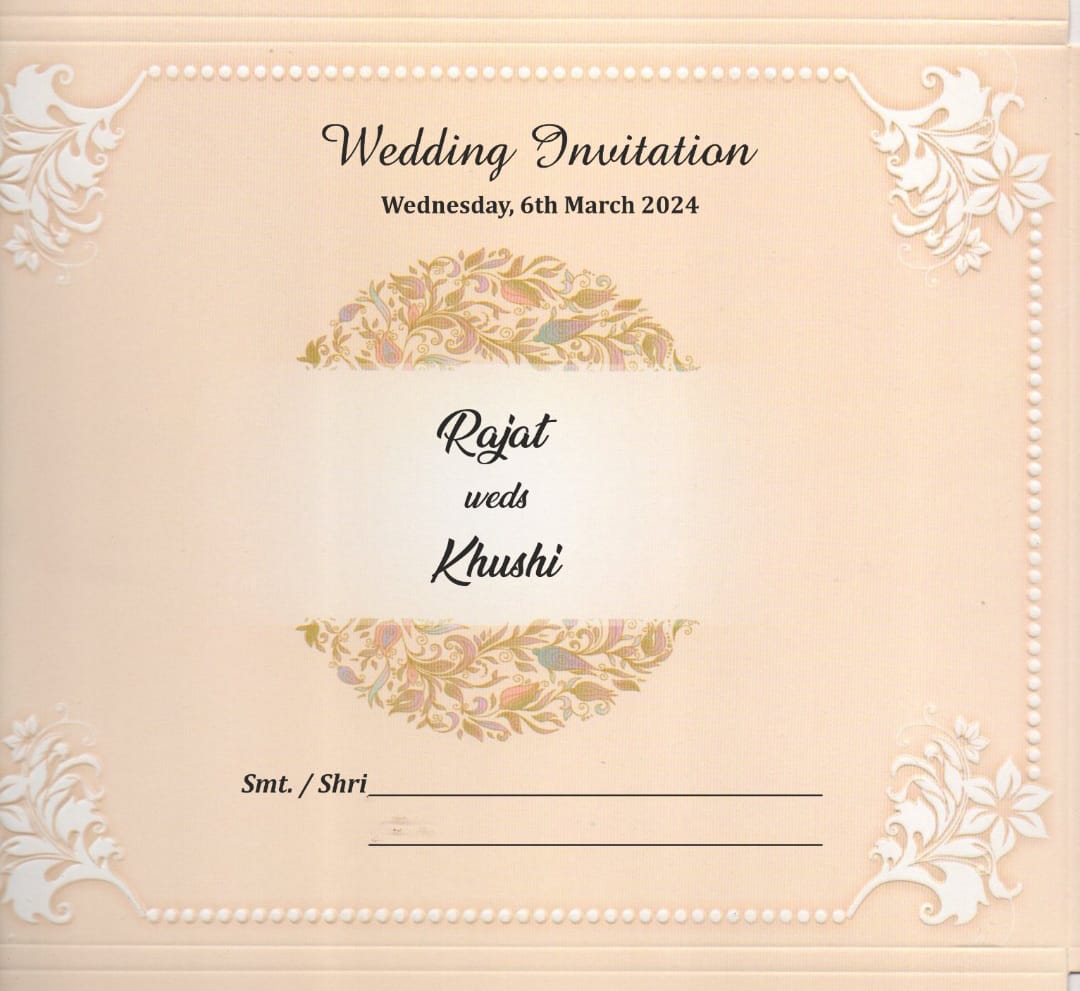 Wedding Invitation
Wednesday, 6th March 2024
Rajat
weds
Khushi
Smt. / Shri